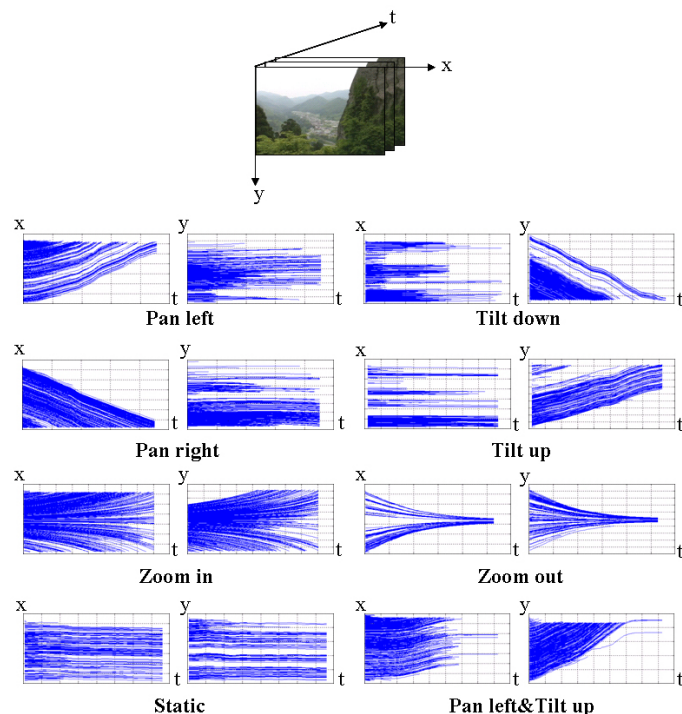 t
x
y
x y x y
t t t t
Pan left Tilt down
x y x y
t t t t
Pan right Tilt up
x y x y
t t t t
Zoom in Zoom out
x y x y
t t t t
Static Pan left&Tilt up